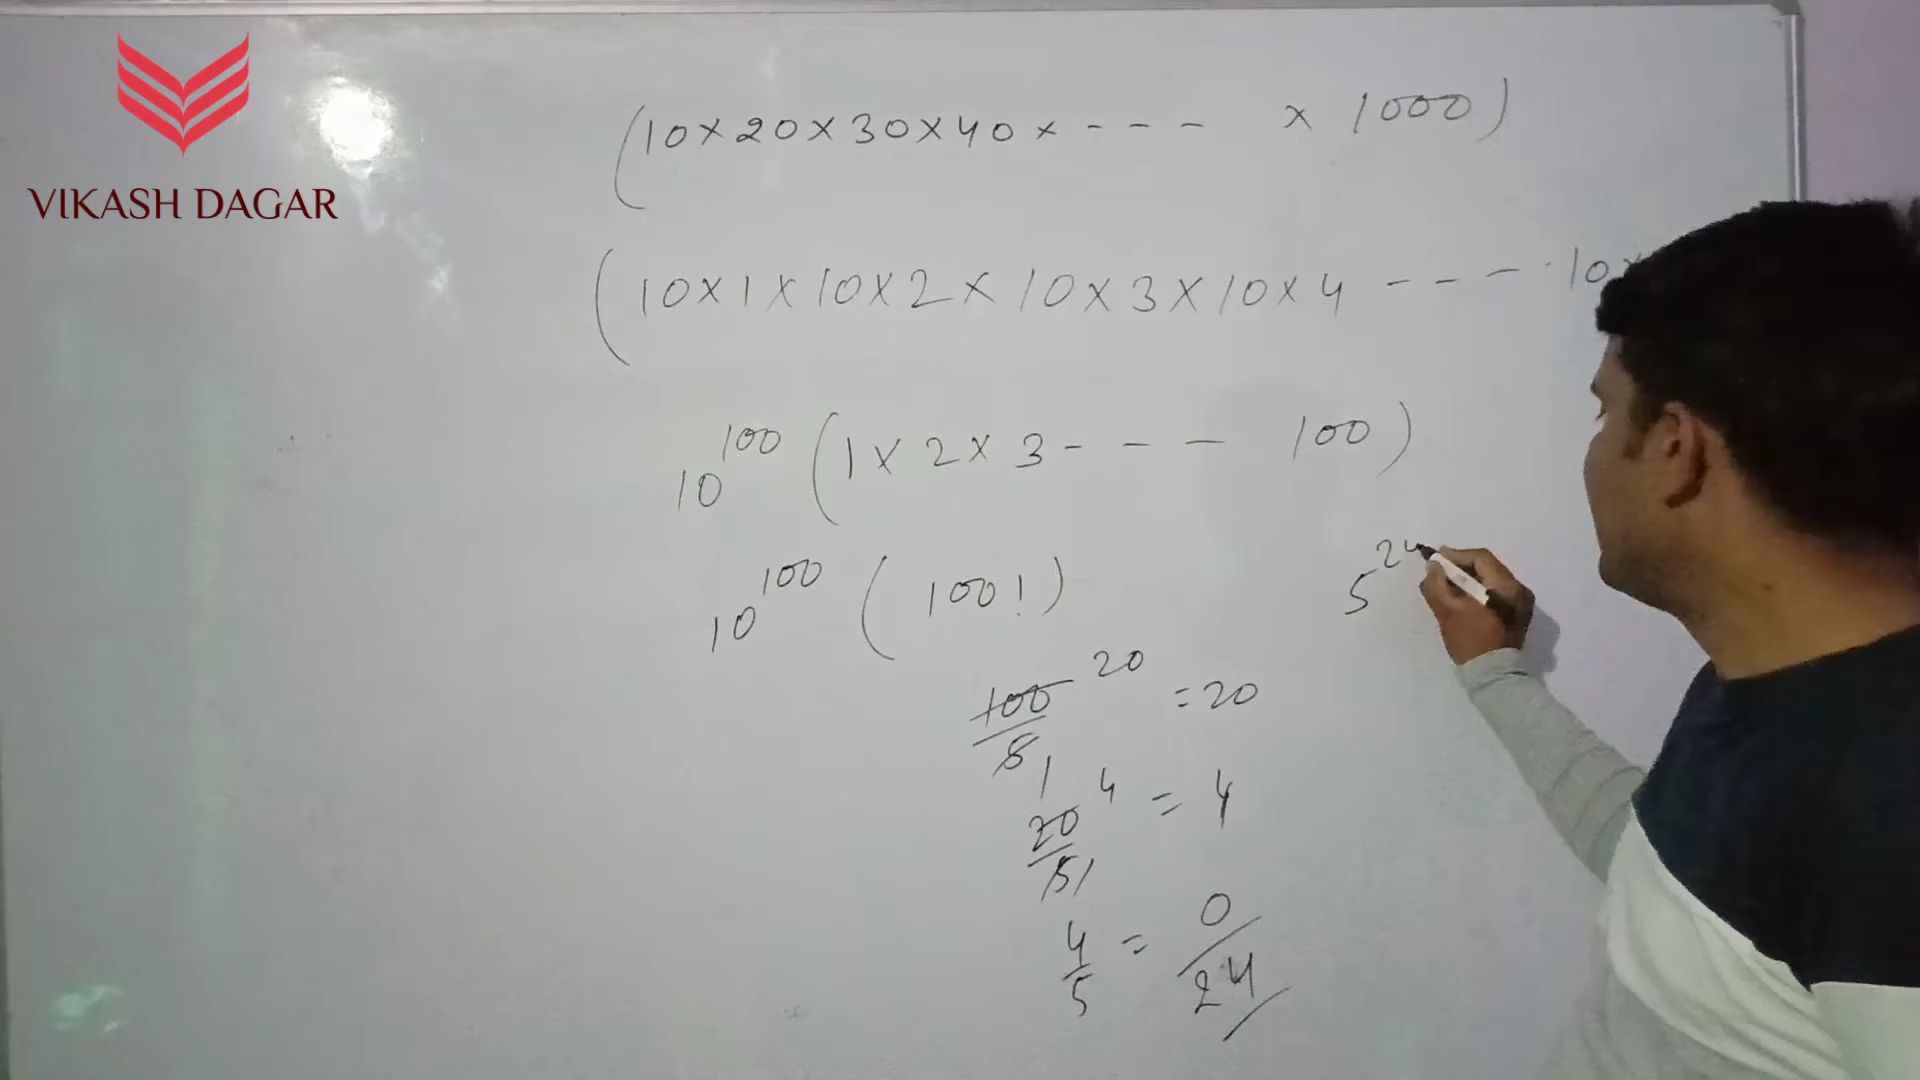 VIKASH DAGAR
(10×20×30×40×--- × 1000)
(10×1×10×2×10×3×10×4 ---·10×
10^100 (1×2×3--- 100)
10^100 (100!)
5^24
100/5 20 = 20
1
20/5 4 = 4
1
4/5 = 0
24